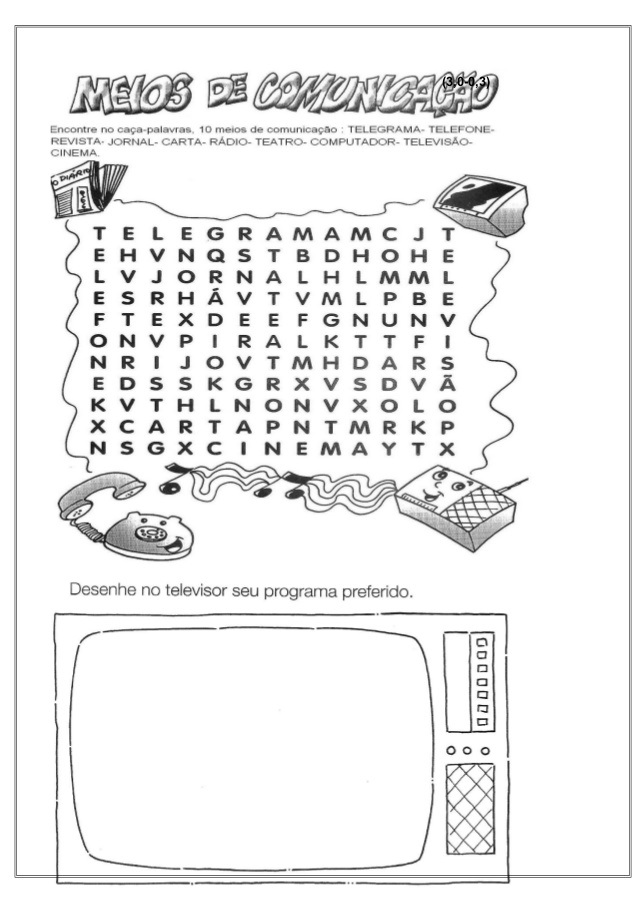 MEIOS DE COMUNICAÇÃO
(3,0-0,3)
Encontre no caça-palavras, 10 meios de comunicação : TELEGRAMA- TELEFONE-
REVISTA- JORNAL- CARTA- RÁDIO- TEATRO- COMPUTADOR- TELEVISÃO-
CINEMA.
O DIÁRIO
T E L E G R A M A M C J T
E H V N Q S T B D H O H E
L V J O R N A L H L M M L
E S R H Á V T V M L P B E
F T E X D E E F G N U N V
O N V P I R A L K T T F I
N R I J O V T M H D A R S
E D S S K G R X V S D V Ã
K V T H L N O N V X O L O
X C A R T A P N T M R K P
N S G X C I N E M A Y T X
Desenhe no televisor seu programa preferido.